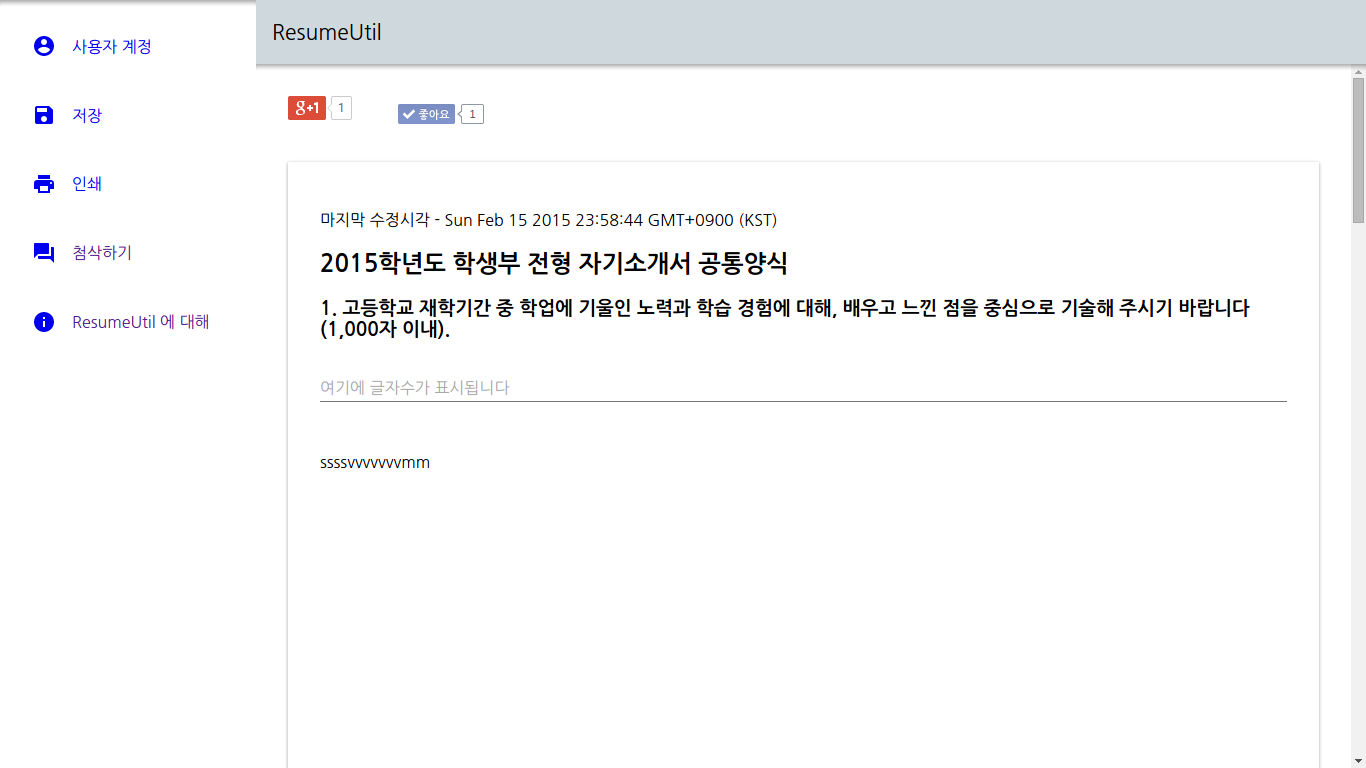 사용자 계정
저장
인쇄
첨삭하기
ResumeUtil 에 대해
ResumeUtil
g+1 1
좋아요 1
마지막 수정시각 - Sun Feb 15 2015 23:58:44 GMT+0900 (KST)
2015학년도 학생부 전형 자기소개서 공통양식
1. 고등학교 재학기간 중 학업에 기울인 노력과 학습 경험에 대해, 배우고 느낀 점을 중심으로 기술해 주시기 바랍니다
(1,000자 이내).
여기에 글자수가 표시됩니다
ssssvvvvvvvmm